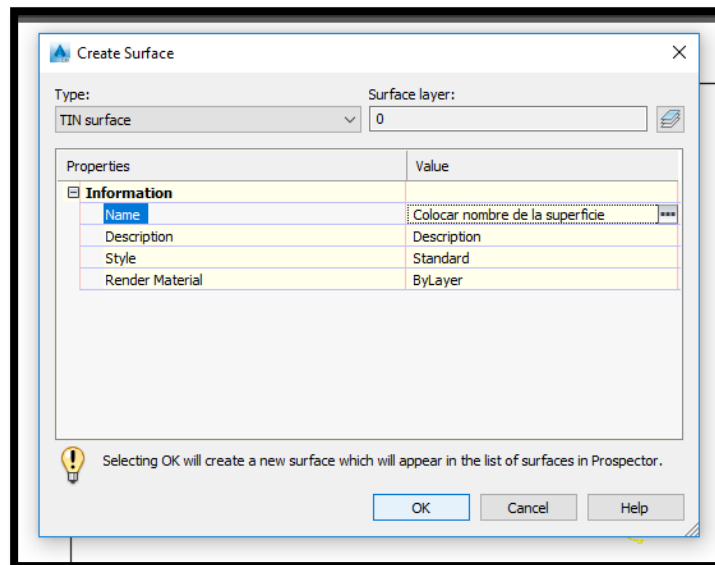 Create Surface
Type:
Surface layer:
TIN surface
0
Properties
Value
Information
Name
Colocar nombre de la superficie
Description
Description
Style
Standard
Render Material
ByLayer
Selecting OK will create a new surface which will appear in the list of surfaces in Prospector.
OK
Cancel
Help